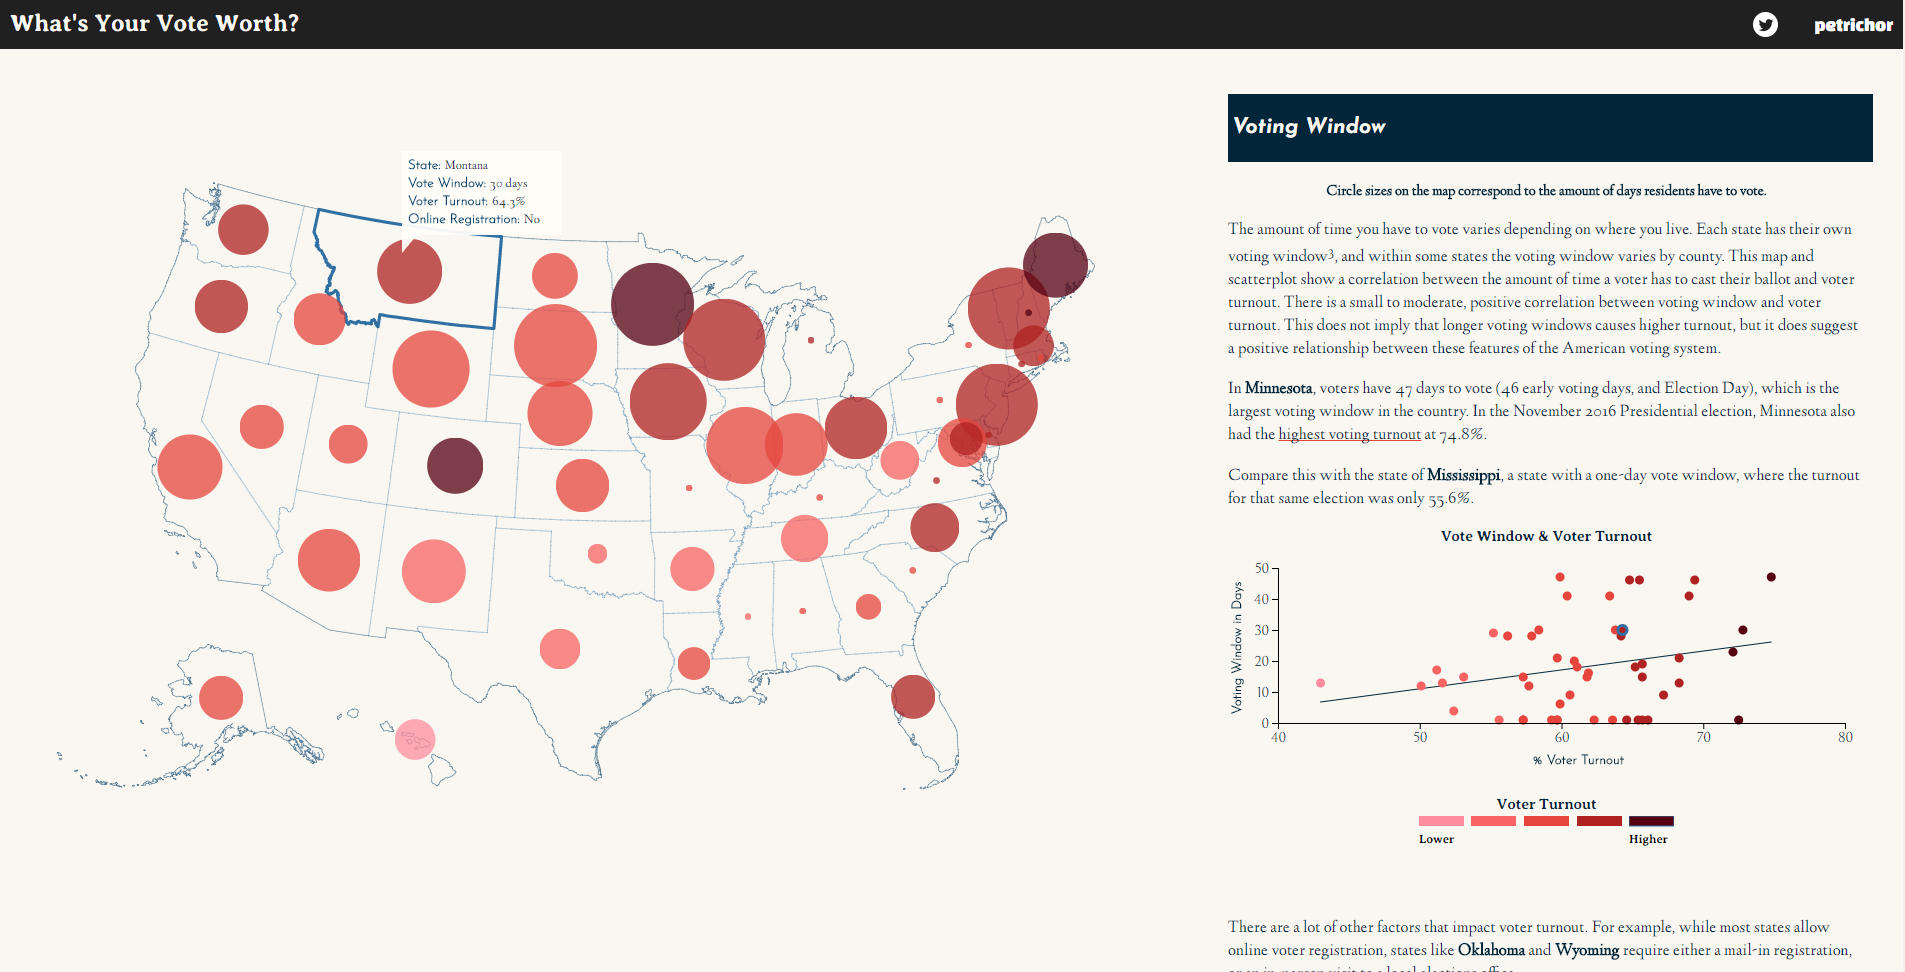 What's Your Vote Worth?
petrichor
State: Montana
Vote Window: 30 days
Voter Turnout: 64.3%
Online Registration: No
Voting Window
Circle sizes on the map correspond to the amount of days residents have to vote.
The amount of time you have to vote varies depending on where you live. Each state has their own
voting window3, and within some states the voting window varies by county. This map and
scatterplot show a correlation between the amount of time a voter has to cast their ballot and voter
turnout. There is a small to moderate, positive correlation between voting window and voter
turnout. This does not imply that longer voting windows causes higher turnout, but it does suggest
a positive relationship between these features of the American voting system.
In Minnesota, voters have 47 days to vote (46 early voting days, and Election Day), which is the
largest voting window in the country. In the November 2016 Presidential election, Minnesota also
had the highest voting turnout at 74.8%.
Compare this with the state of Mississippi, a state with a one-day vote window, where the turnout
for that same election was only 55.6%.
Vote Window & Voter Turnout
Voting Window in Days
50
40
30
20
10
0
40 50 60 70 80
% Voter Turnout
Voter Turnout
Lower Higher
There are a lot of other factors that impact voter turnout. For example, while most states allow
online voter registration, states like Oklahoma and Wyoming require either a mail-in registration,